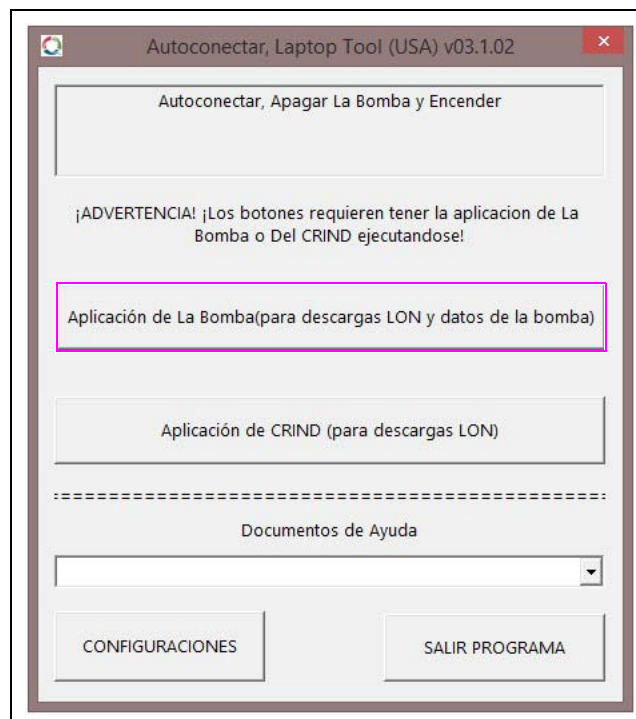 Autoconectar, Laptop Tool (USA) v03.1.02
Autoconectar, Apagar La Bomba y Encender
¡ADVERTENCIA! ¡Los botones requieren tener la aplicacion de La
Bomba o Del CRIND ejecutandose!
Aplicación de La Bomba(para descargas LON y datos de la bomba)
Aplicación de CRIND (para descargas LON)
Documentos de Ayuda
CONFIGURACIONES
SALIR PROGRAMA